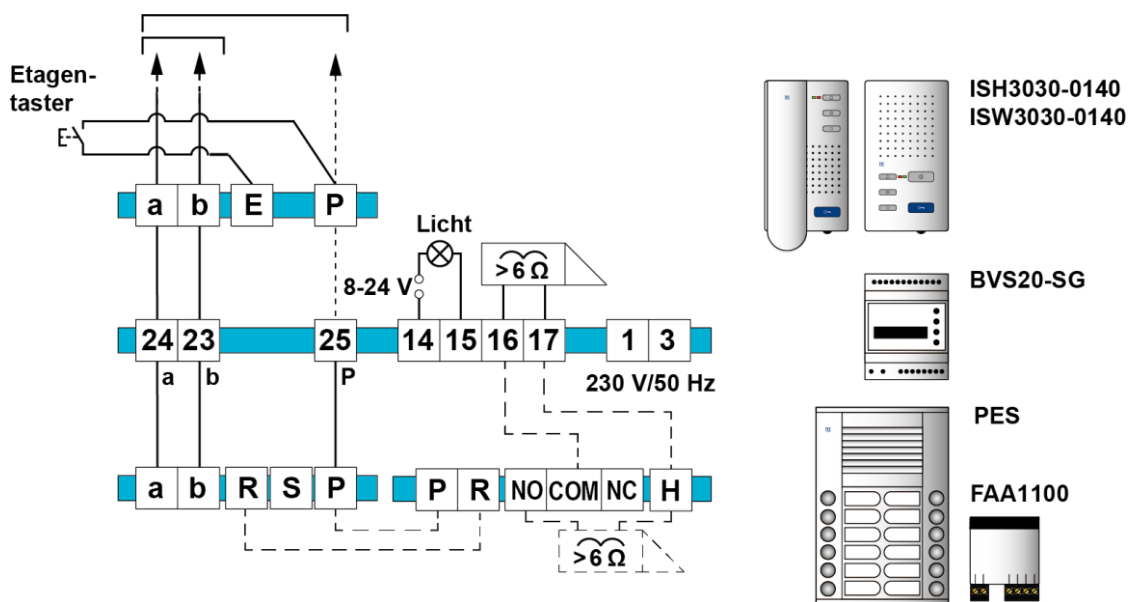 Etagen-
taster
a b E P
Licht
8-24 V
>6 Ω
24 23 25 14 15 16 17 1 3
a b P
230 V/50 Hz
a b R S P P R NO COM NC H
>6 Ω
ISH3030-0140
ISW3030-0140
BVS20-SG
PES
FAA1100